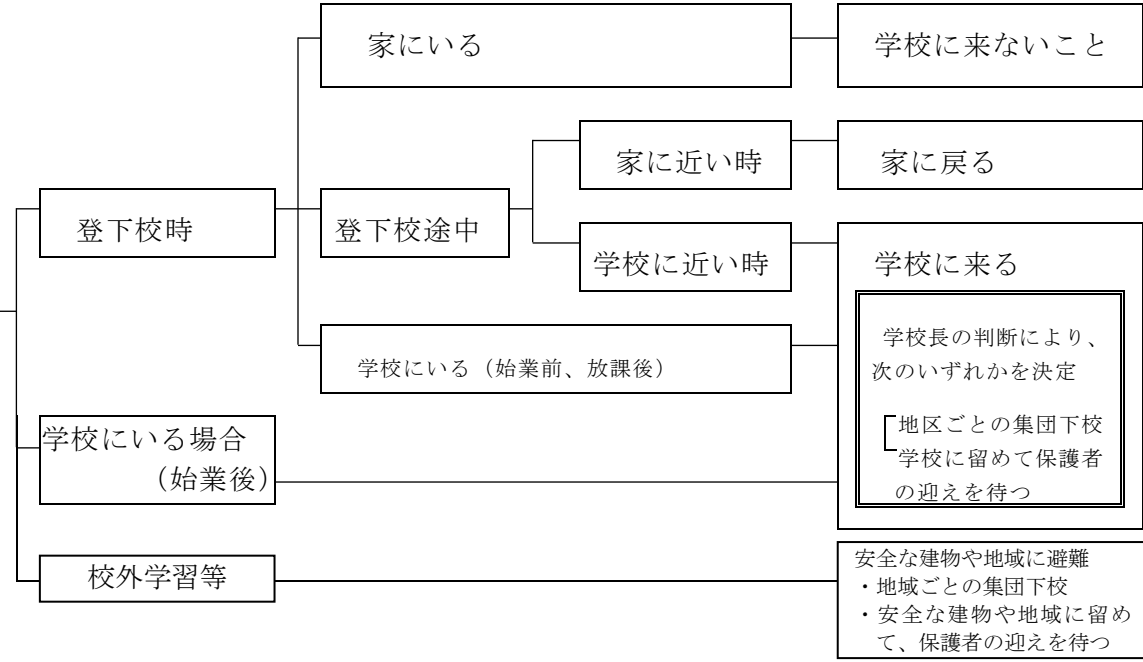 家にいる
学校に来ないこと
家に近い時
家に戻る
登下校時
登下校途中
学校に近い時
学校に来る
学校長の判断により、
次のいずれかを決定
学校にいる（始業前、放課後）
地区ごとの集団下校
学校に留めて保護者
の迎えを待つ
学校にいる場合
（始業後）
校外学習等
安全な建物や地域に避難
・地域ごとの集団下校
・安全な建物や地域に留め
て、保護者の迎えを待つ